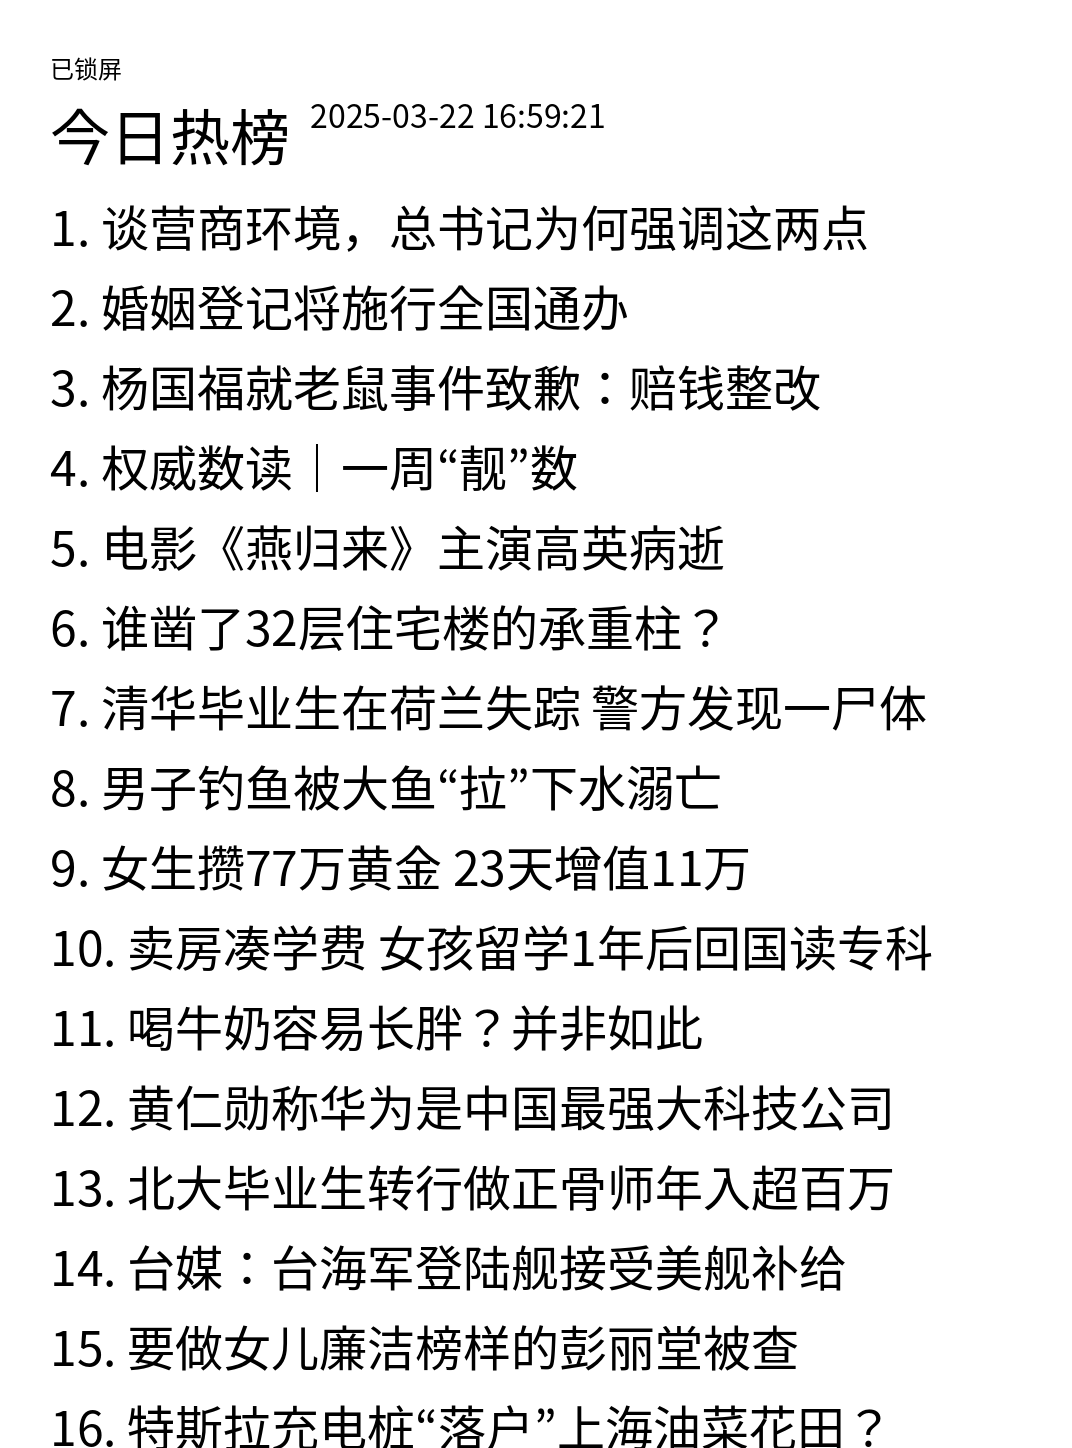 已锁屏
今日热榜 2025-03-22 16:59:21
1. 谈营商环境，总书记为何强调这两点
2. 婚姻登记将施行全国通办
3. 杨国福就老鼠事件致歉：赔钱整改
4. 权威数读｜一周“靓”数
5. 电影《燕归来》主演高英病逝
6. 谁凿了32层住宅楼的承重柱？
7. 清华毕业生在荷兰失踪 警方发现一尸体
8. 男子钓鱼被大鱼“拉”下水溺亡
9. 女生攒77万黄金 23天增值11万
10. 卖房凑学费 女孩留学1年后回国读专科
11. 喝牛奶容易长胖？并非如此
12. 黄仁勋称华为是中国最强大科技公司
13. 北大毕业生转行做正骨师年入超百万
14. 台媒：台海军登陆舰接受美舰补给
15. 要做女儿廉洁榜样的彭丽堂被查
16. 特斯拉充电桩“落户”上海油菜花田？